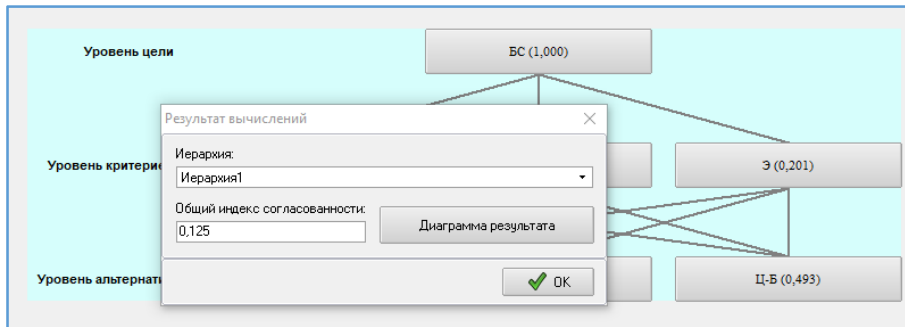 Уровень цели
БС (1,000)
Результат вычислений
Иерархия:
Уровень критерие
Иерархия1
Э (0,201)
Общий индекс согласованности:
0,125
Диаграмма результата
Уровень альтернати
OK
Ц-Б (0,493)